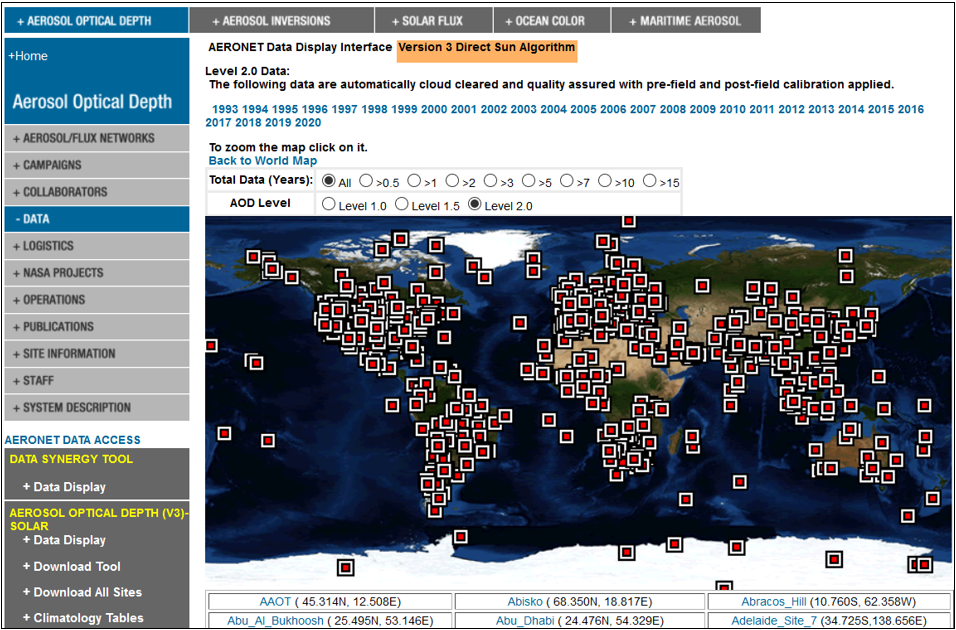 + AEROSOL OPTICAL DEPTH
+ AEROSOL INVERSIONS
+ SOLAR FLUX
+ OCEAN COLOR
+ MARITIME AEROSOL
+Home
Aerosol Optical Depth
+ AEROSOL/FLUX NETWORKS
+ CAMPAIGNS
+ COLLABORATORS
- DATA
+ LOGISTICS
+ NASA PROJECTS
+ OPERATIONS
+ PUBLICATIONS
+ SITE INFORMATION
+ STAFF
+ SYSTEM DESCRIPTION
AERONET DATA ACCESS
DATA SYNERGY TOOL
+ Data Display
AEROSOL OPTICAL DEPTH (V3)-
SOLAR
+ Data Display
+ Download Tool
+ Download All Sites
+ Climatology Tables
AERONET Data Display Interface Version 3 Direct Sun Algorithm
Level 2.0 Data:
The following data are automatically cloud cleared and quality assured with pre-field and post-field calibration applied.
1993 1994 1995 1996 1997 1998 1999 2000 2001 2002 2003 2004 2005 2006 2007 2008 2009 2010 2011 2012 2013 2014 2015 2016
2017 2018 2019 2020
To zoom the map click on it.
Back to World Map
Total Data (Years): All >0.5 >1 >2 >3 >5 >7 >10 >15
AOD Level Level 1.0 Level 1.5 Level 2.0
AAOT ( 45.314N, 12.508E) Abisko ( 68.350N, 18.817E) Abracos_Hill (10.760S, 62.358W)
Abu_Al_Bukhoosh ( 25.495N, 53.146E) Abu_Dhabi ( 24.476N, 54.329E) Adelaide_Site_7 (34.725S,138.656E)